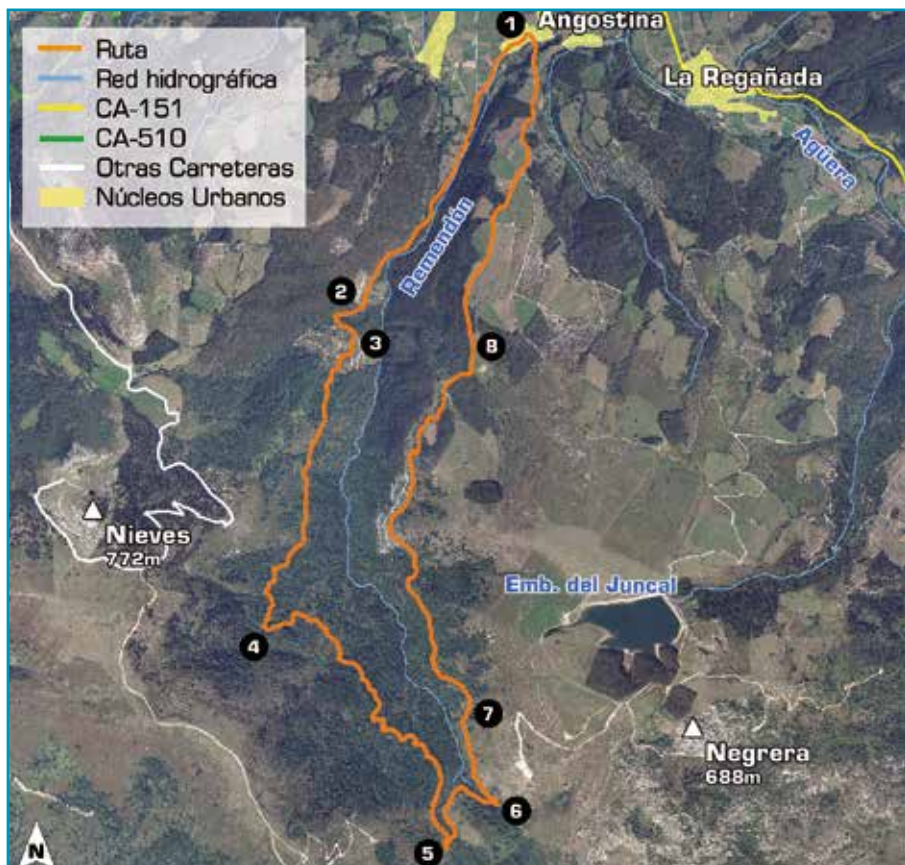 1
Angostina
Ruta
Red hidrográfica
CA-151
CA-510
Otras Carreteras
Núcleos Urbanos
La Regañada
Agüera
Remendón
2
3
8
Nieves
772m
Emb. del Juncal
4
7
Negrera
688m
6
5
N